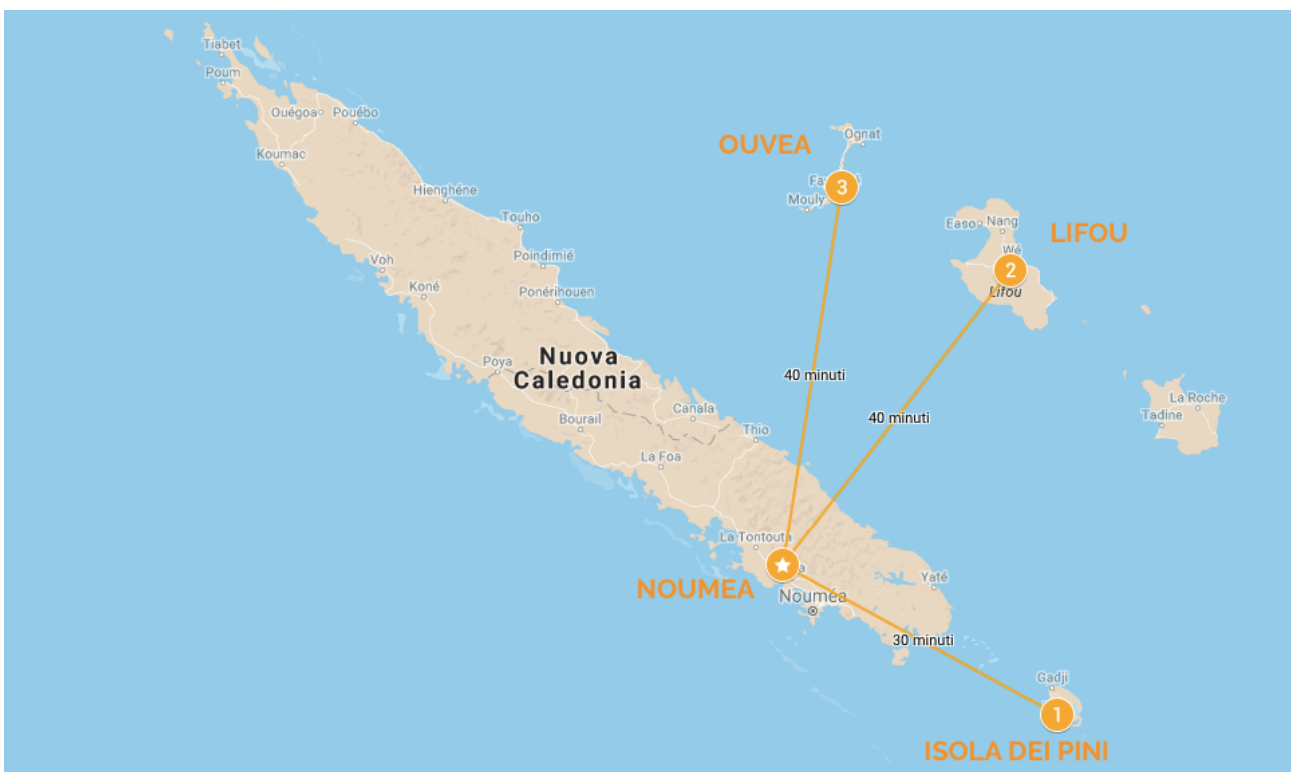 Tiabet
Poum
Ouégoa
Pouébo
Koumac
OUVEA
Ognat
3
Mouly
Hienghéne
Touho
Easo
Nang
LIFOU
Wé
2
Lifou
Voh
Poindimié
Koné
Ponérihouen
Nuova
Caledonia
Poya
40 minuti
Canala
Bourail
40 minuti
La Roche
Tadine
Thio
La Foa
La Tontouta
NOUMEA
Nouméa
Yaté
30 minuti
Gadji
1
ISOLA DEI PINI